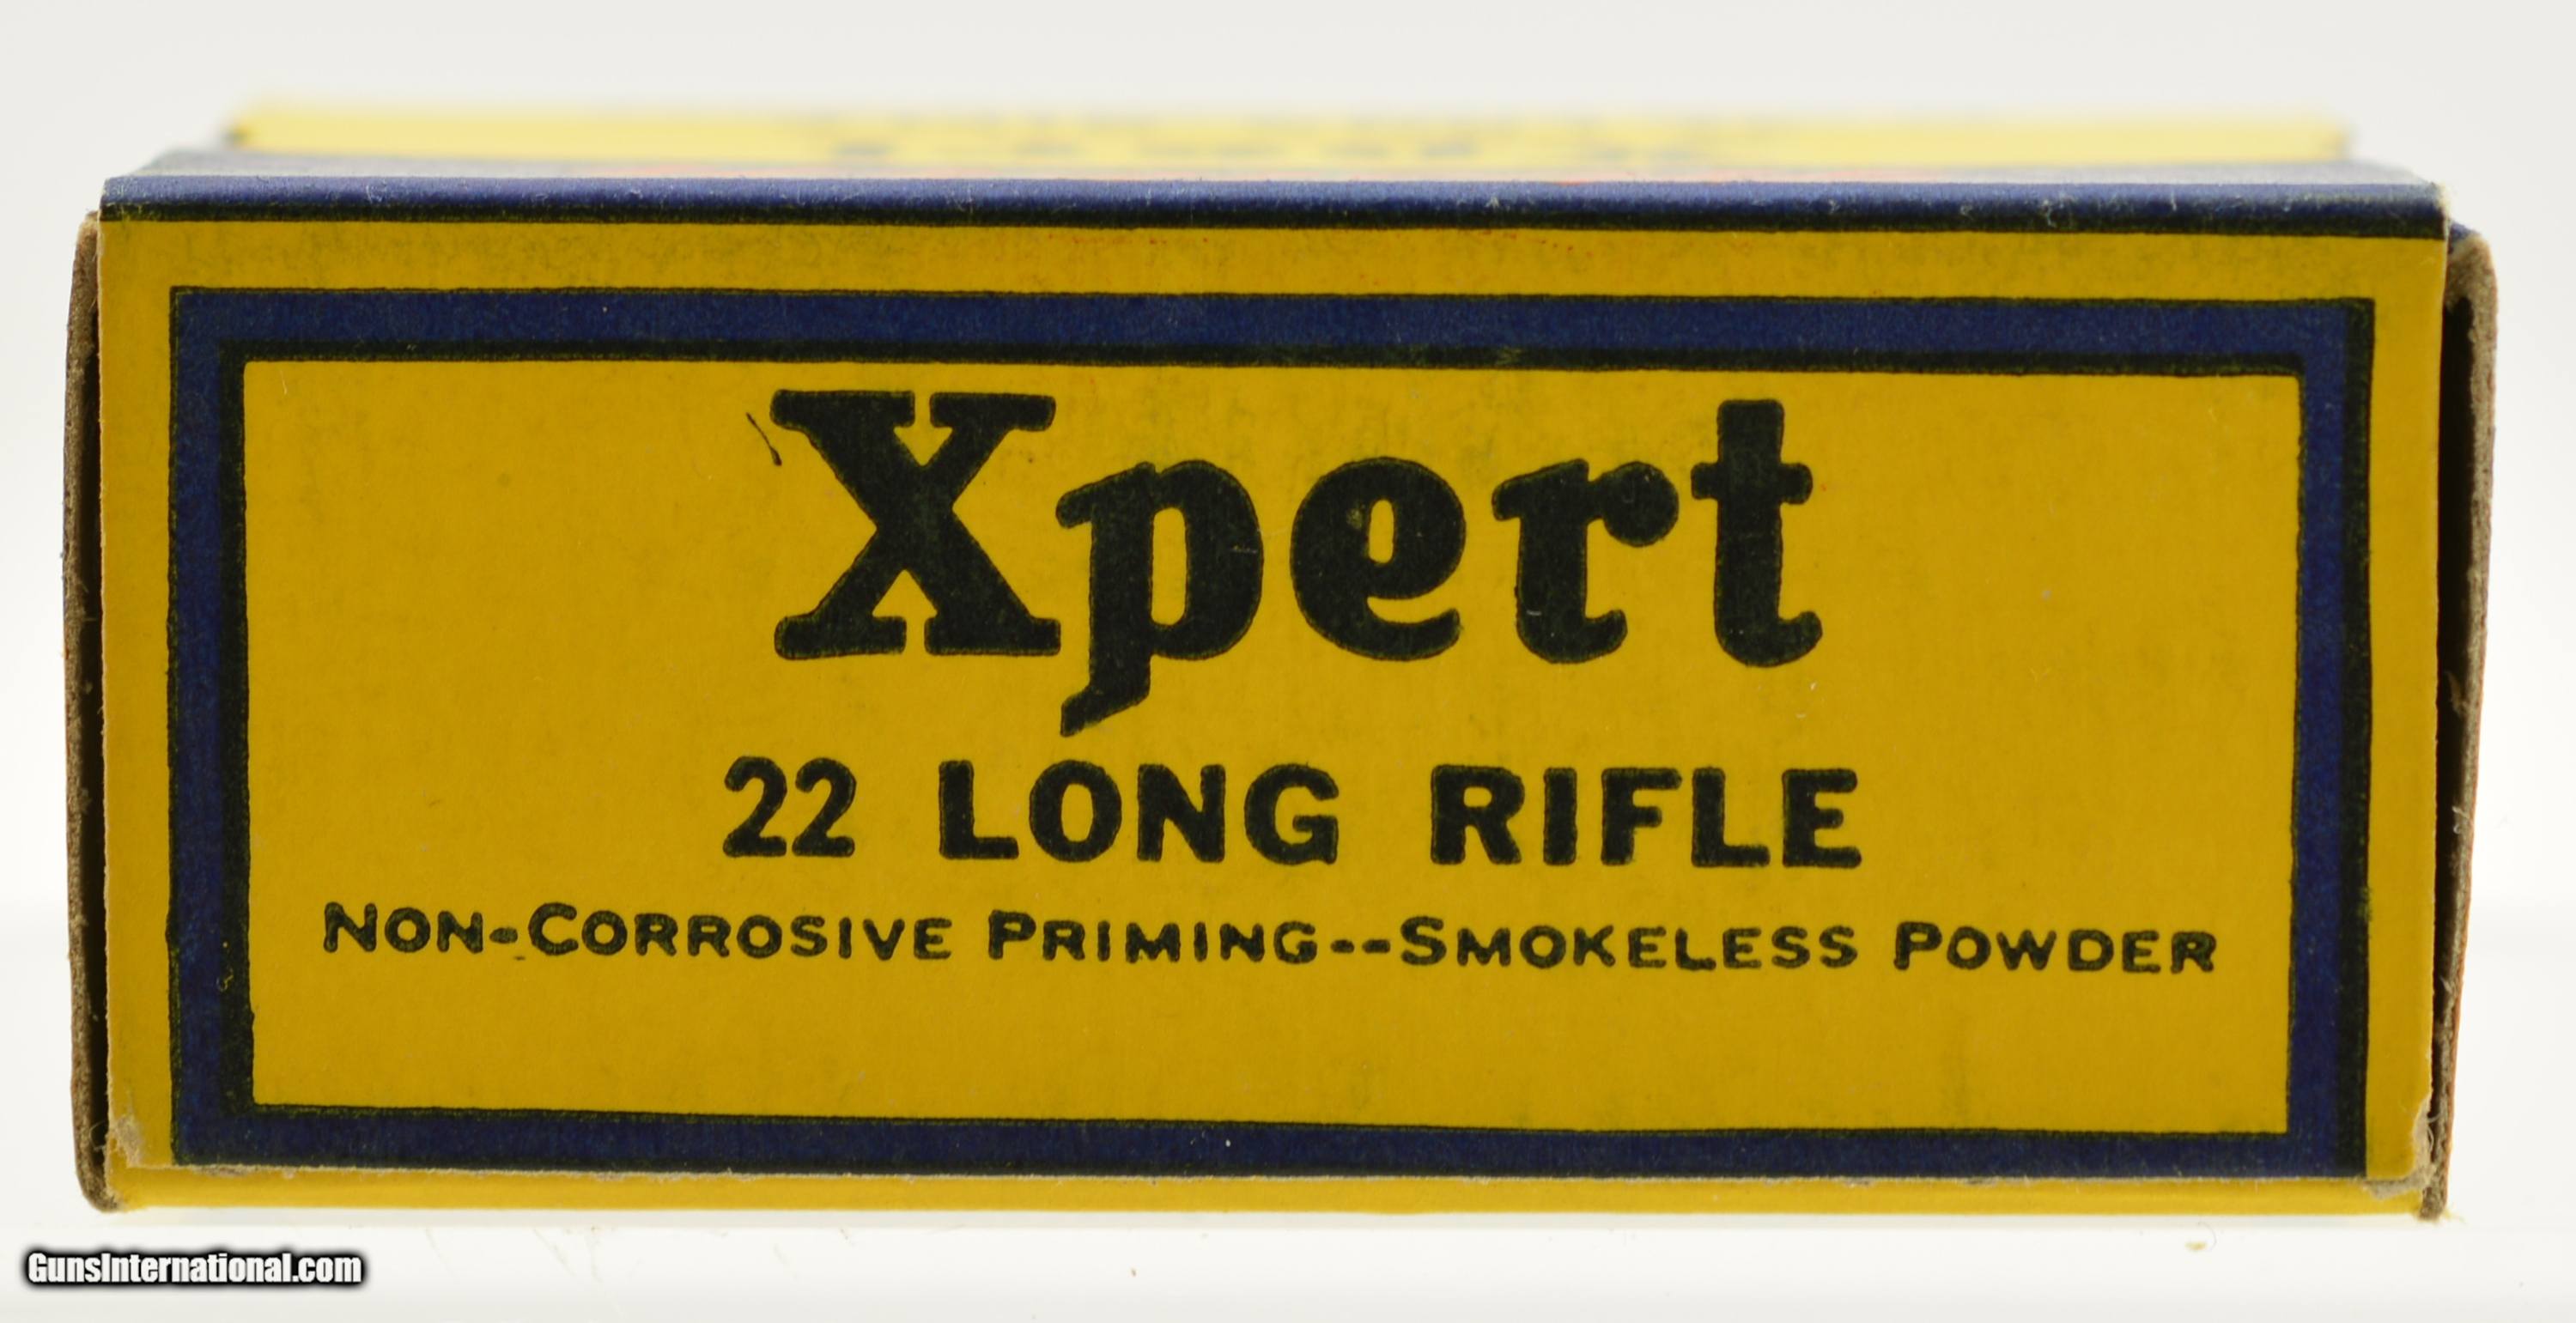 Xpert
22 LONG RIFLE
NON-CORROSIVE PRIMING--SMOKELESS POWDER
GunsInternational.com